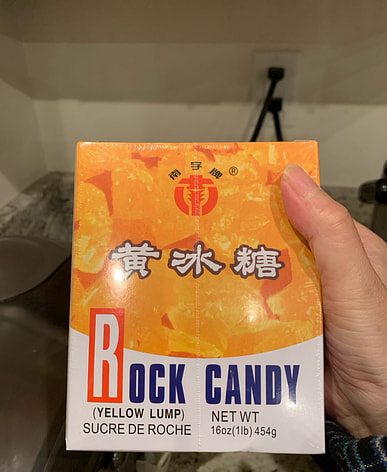 南字牌®
黄冰糖
ROCK CANDY
(YELLOW LUMP)
SUCRE DE ROCHE
NET WT
16oz(1lb) 454g